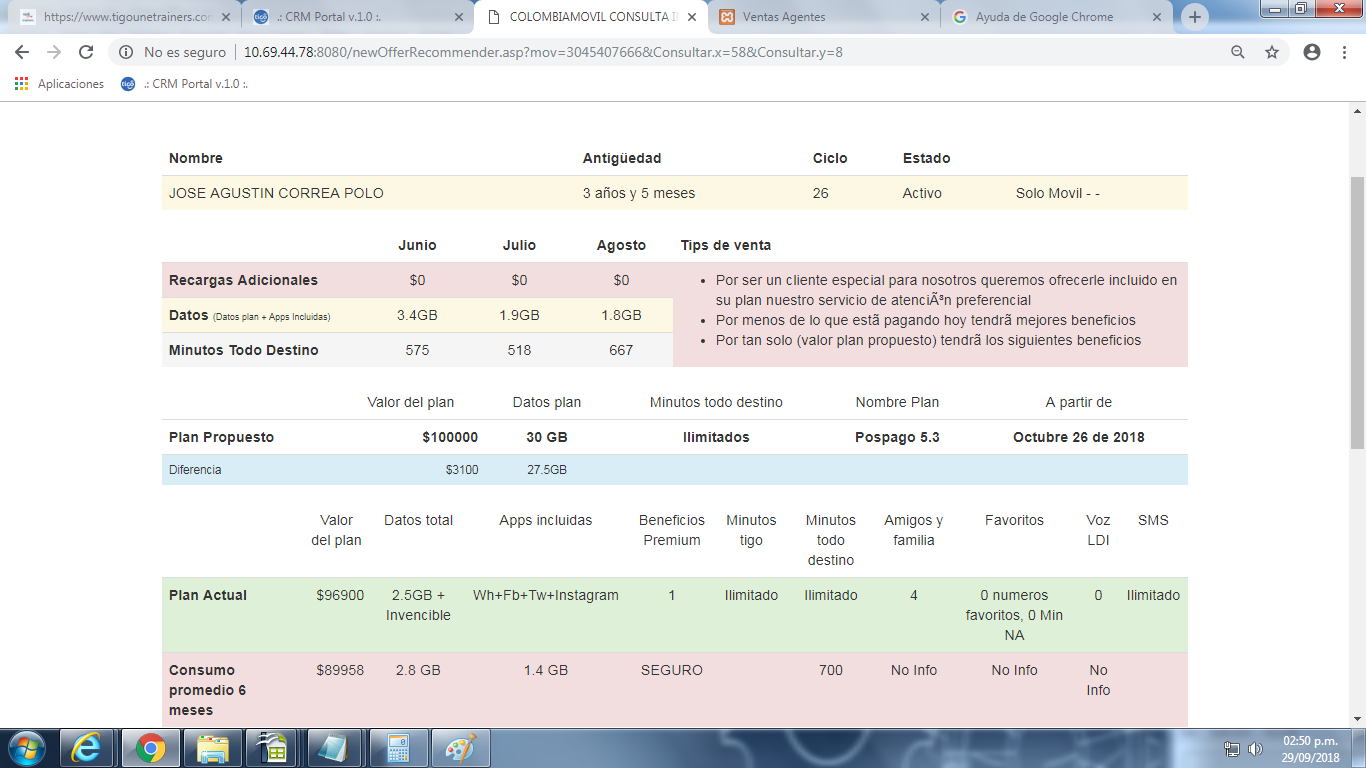 https://www.tigounetrainers.con
.: CRM Portal v.1.0 :.
COLOMBIAMOVIL CONSULTA I
Ventas Agentes
Ayuda de Google Chrome
No es seguro | 10.69.44.78:8080/newOfferRecommender.asp?mov=3045407666&Consultar.x=58&Consultar.y=8
Aplicaciones .: CRM Portal v.1.0 :.
Nombre Antigüedad Ciclo Estado
JOSE AGUSTIN CORREA POLO 3 años y 5 meses 26 Activo Solo Movil - -
Junio Julio Agosto Tips de venta
Recargas Adicionales $0 $0 $0
Datos (Datos plan + Apps Incluidas) 3.4GB 1.9GB 1.8GB
Minutos Todo Destino 575 518 667
• Por ser un cliente especial para nosotros queremos ofrecerle incluido en
su plan nuestro servicio de atenciÃ³n preferencial
• Por menos de lo que estã pagando hoy tendrã mejores beneficios
• Por tan solo (valor plan propuesto) tendrã los siguientes beneficios
Valor del plan Datos plan Minutos todo destino Nombre Plan A partir de
Plan Propuesto $100000 30 GB Ilimitados Pospago 5.3 Octubre 26 de 2018
Diferencia $3100 27.5GB
Valor Datos total Apps incluidas Beneficios Minutos Minutos Amigos y Favoritos Voz SMS
del plan Premium tigo todo familia LDI
destino
Plan Actual $96900 2.5GB + Wh+Fb+Tw+Instagram 1 Ilimitado Ilimitado 4 0 numeros 0 Ilimitado
Invencible favoritos, 0 Min
NA
Consumo $89958 2.8 GB 1.4 GB SEGURO 700 No Info No Info No
promedio 6 Info
meses
02:50 p.m.
29/09/2018